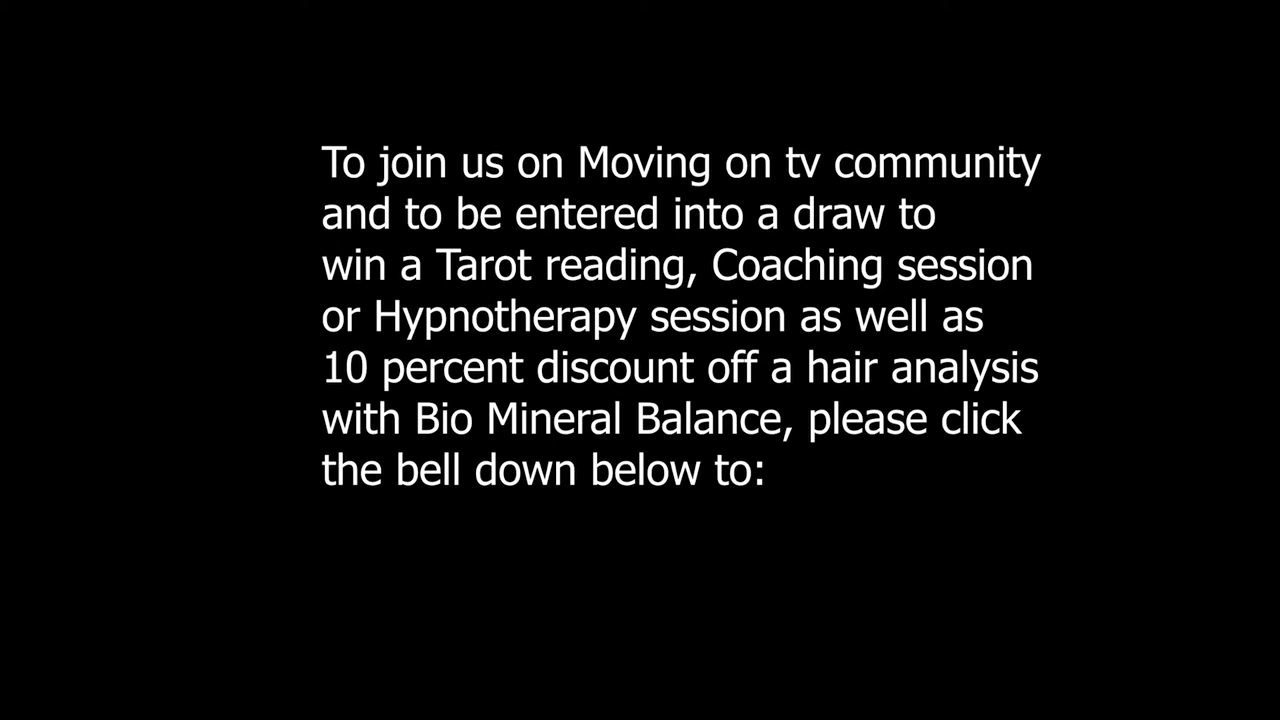 To join us on Moving on tv community
and to be entered into a draw to
win a Tarot reading, Coaching session
or Hypnotherapy session as well as
10 percent discount off a hair analysis
with Bio Mineral Balance, please click
the bell down below to: